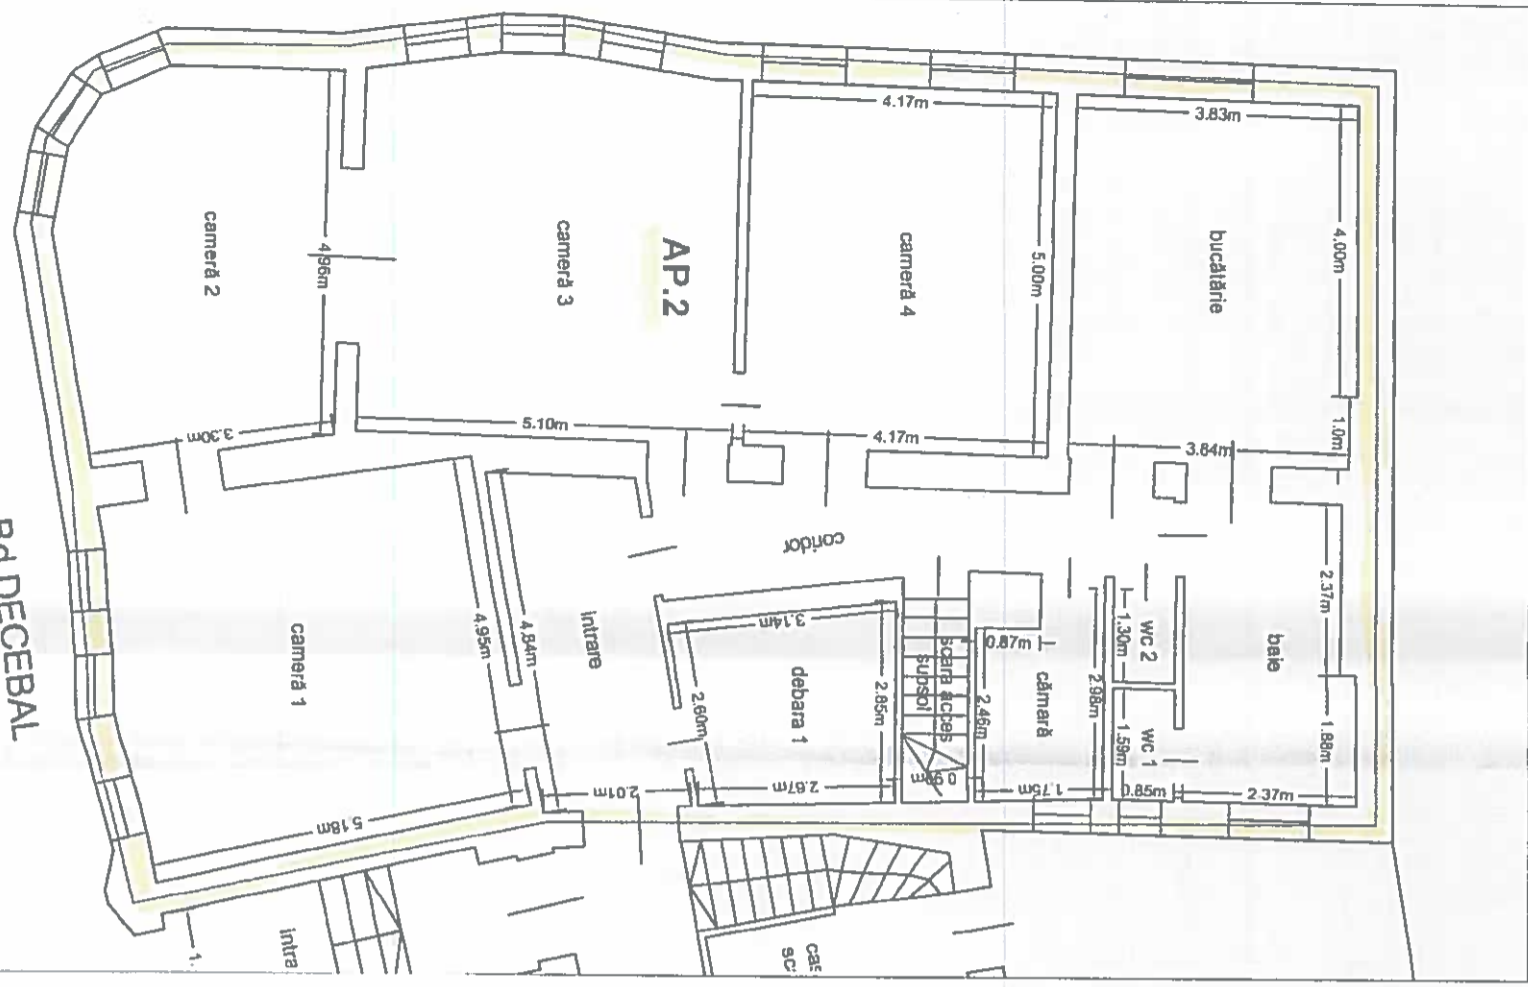 4.17m
3.83m
cameră 2
4.96m
cameră 3
AP.2
cameră 4
5.00m
bucătărie
4.00m
1.0m
3.30m
5.10m
4.17m
3.84m
Bd.DECEBAL
cameră 1
4.95m
4.84m
intrare
coridor
3.14m
debara 1
2.60m
2.85m
scara acces
subsol
0.87m
2.46m
cămară
2.98m
1.30m
wc 2
1.59m
wc 1
baie
2.37m
1.88m
5.18m
2.01m
2.67m
1.75m
0.85m
2.37m
intra
1.